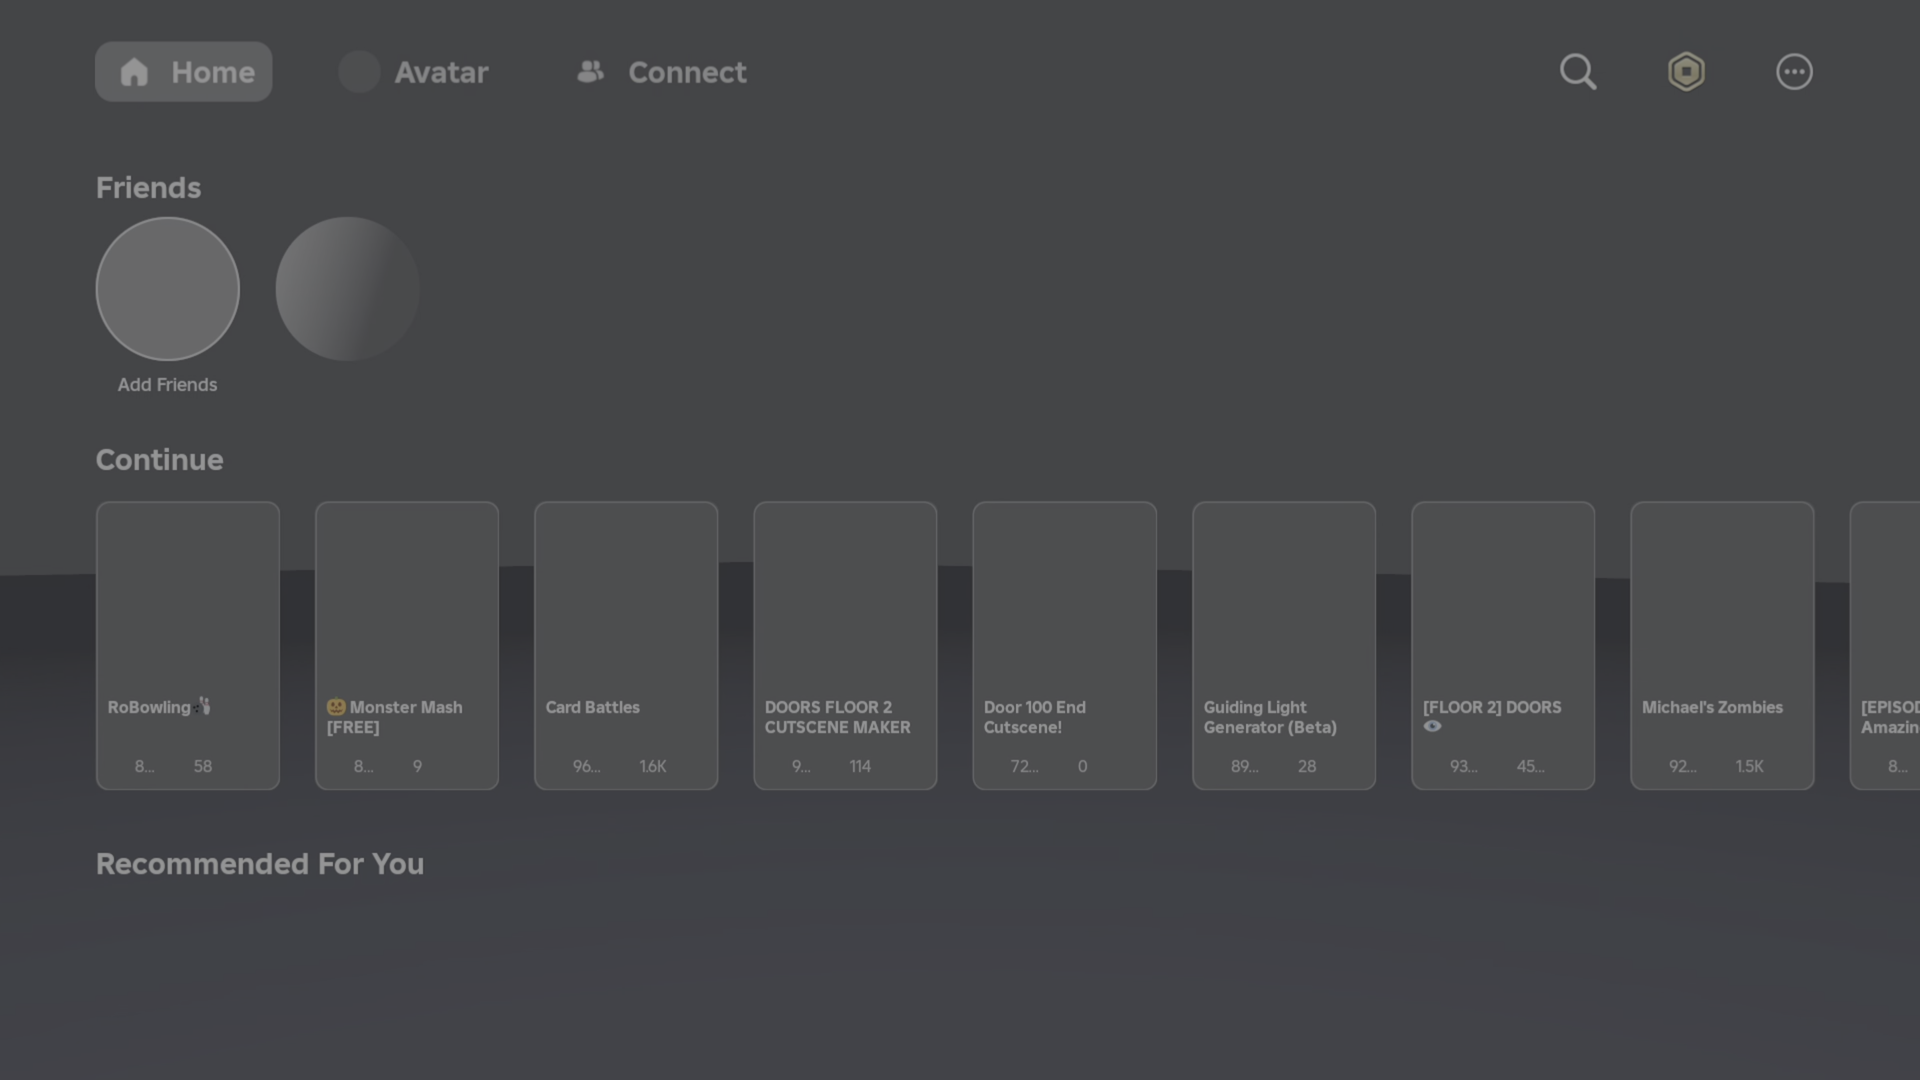 Home
Avatar
Connect
Friends
Add Friends
Continue
RoBowling🎳
8... 58
🎃 Monster Mash
[FREE]
8... 9
Card Battles
96... 1.6K
DOORS FLOOR 2
CUTSCENE MAKER
9... 114
Door 100 End
Cutscene!
72... 0
Guiding Light
Generator (Beta)
89... 28
[FLOOR 2] DOORS
👁️
93... 45...
Michael's Zombies
92... 1.5K
[EPISOD
Amazin
8...
Recommended For You